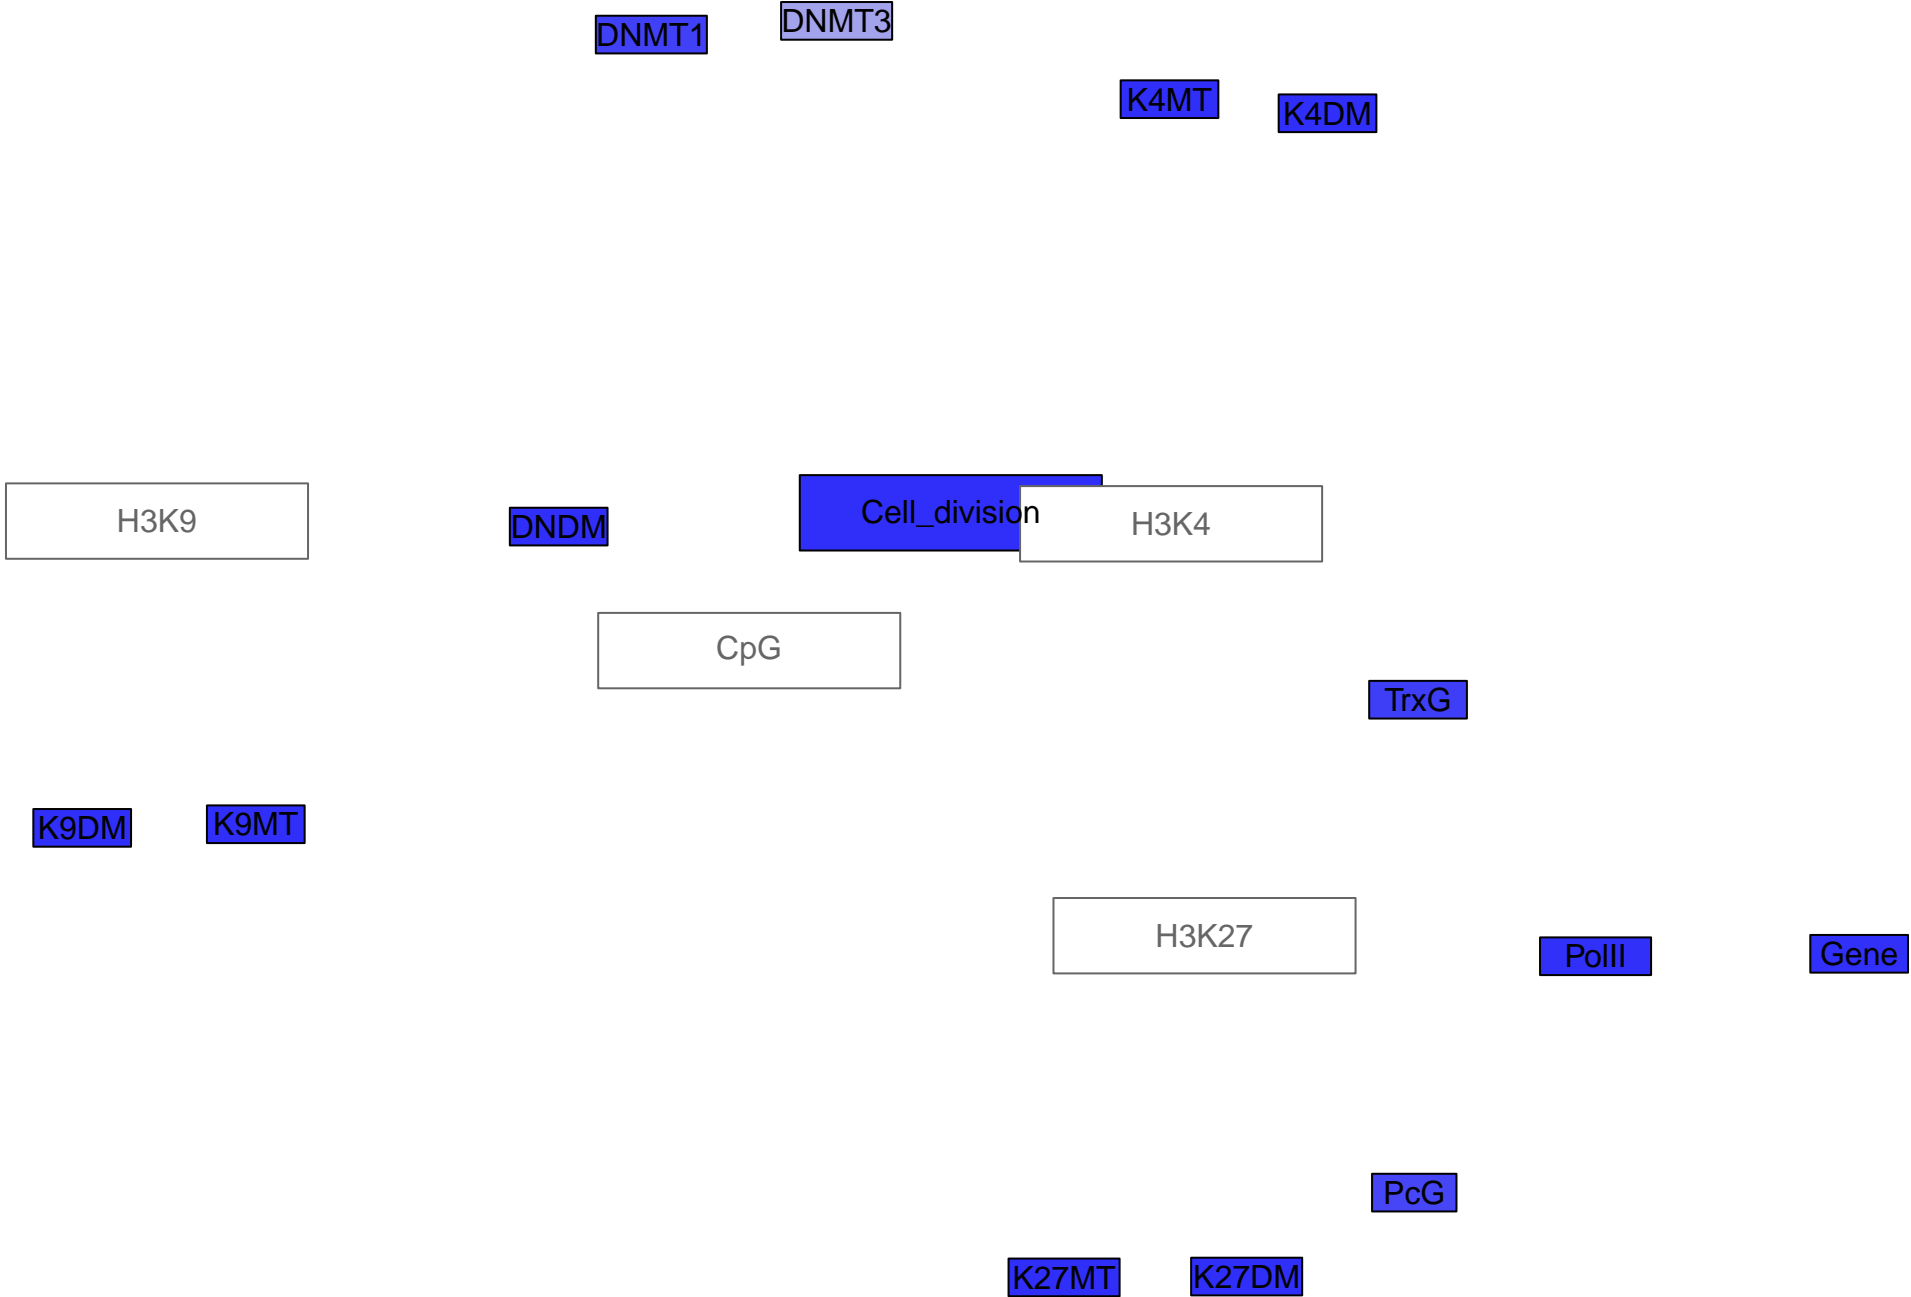 DNMT1
DNMT3
K4MT
K4DM
H3K9
DNDM
Cell_division
H3K4
CpG
TrxG
K9DM
K9MT
H3K27
PolII
Gene
PcG
K27MT
K27DM